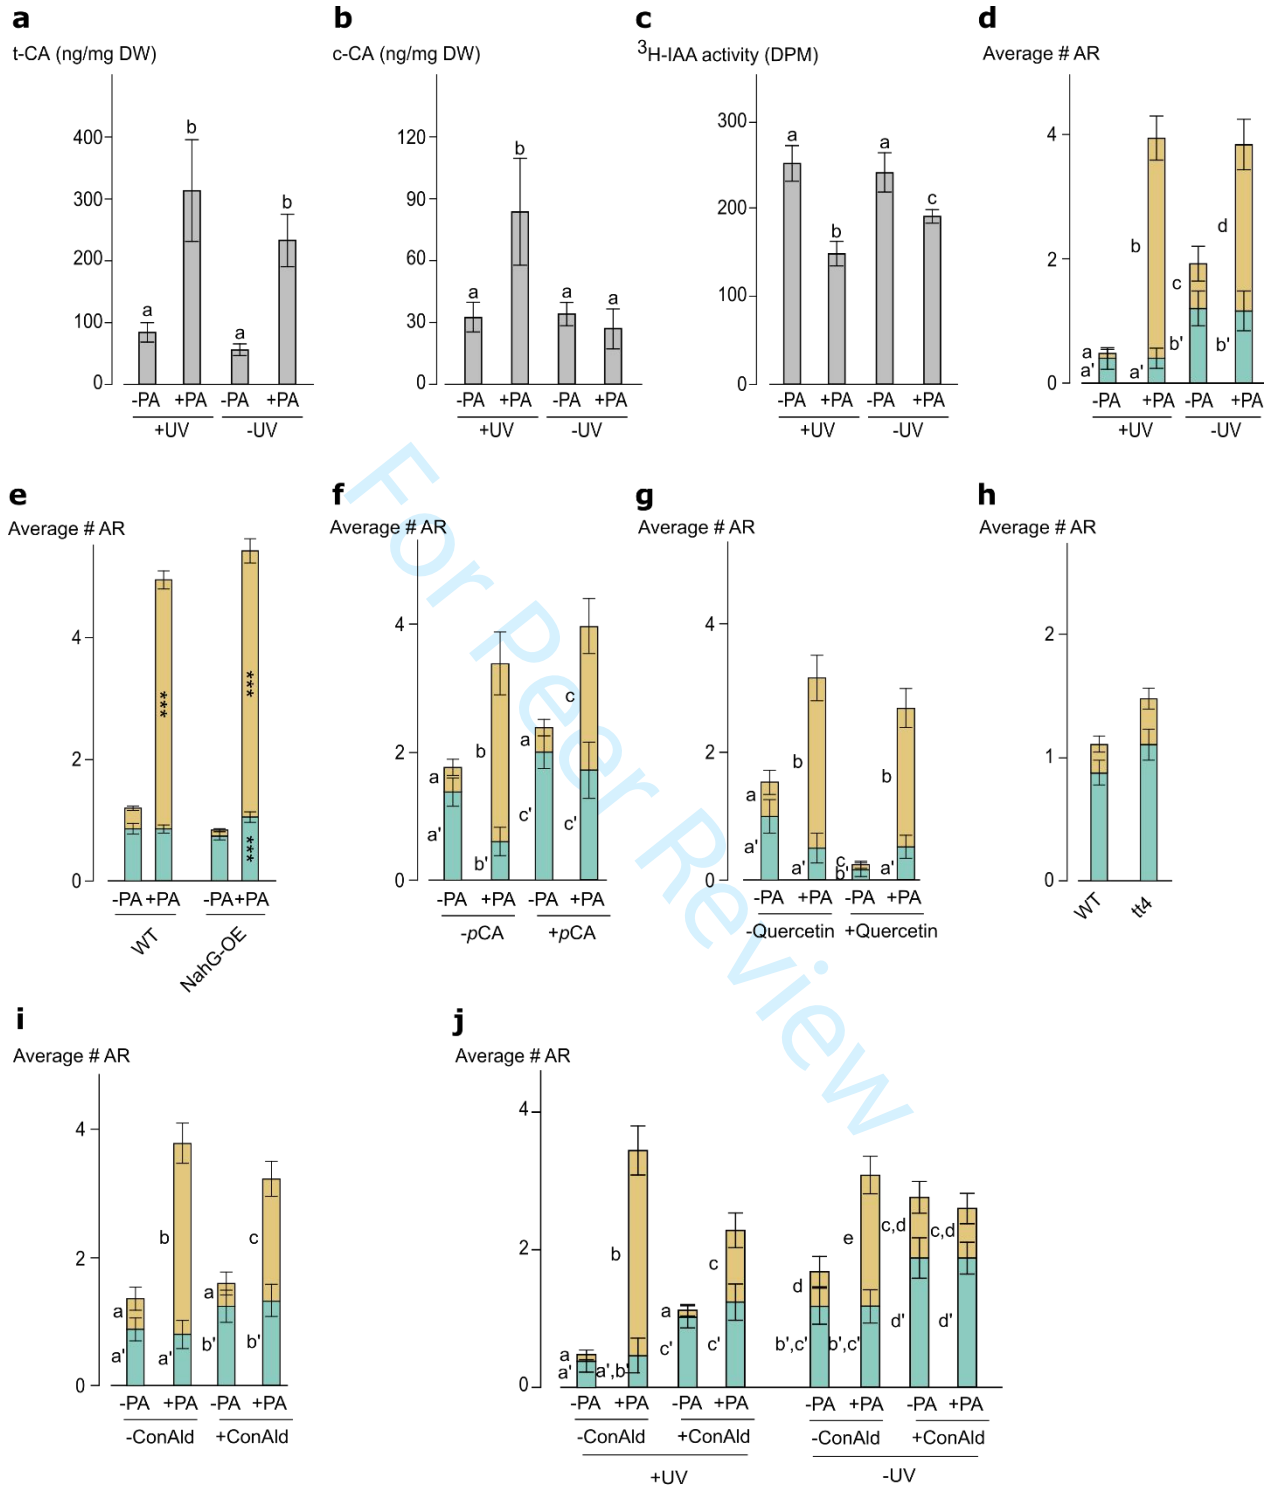 a
t-CA (ng/mg DW)
400
300
200
100
0
a
b
a
b
-PA +PA -PA +PA
+UV -UV
b
c-CA (ng/mg DW)
120
90
60
30
0
a
b
a
a
-PA +PA -PA +PA
+UV -UV
c
³H-IAA activity (DPM)
300
200
100
0
a
b
a
c
-PA +PA -PA +PA
+UV -UV
d
Average # AR
4
2
0
a
a'
b
a'
c
b'
d
b'
-PA +PA -PA +PA
+UV -UV
e
Average # AR
4
2
0
***
***
***
-PA +PA -PA +PA
WT
NahG-OE
f
Average # AR
4
2
0
a
a'
b
b'
a
c'
c
c'
-PA +PA -PA +PA
-pCA +pCA
g
Average # AR
4
2
0
a
a'
b
a'
c
b'
b
a'
-PA +PA -PA +PA
-Quercetin +Quercetin
h
Average # AR
2
1
0
WT
tt4
i
Average # AR
4
2
0
a
a'
b
a'
a
b'
c
b'
-PA +PA -PA +PA
-ConAld +ConAld
j
Average # AR
4
2
0
a
a'
b
a',b'
a
c'
c
c'
d
b',c'
e
b',c'
c,d
d'
c,d
d'
-PA +PA -PA +PA -PA +PA -PA +PA
-ConAld +ConAld -ConAld +ConAld
+UV -UV
For Peer Review